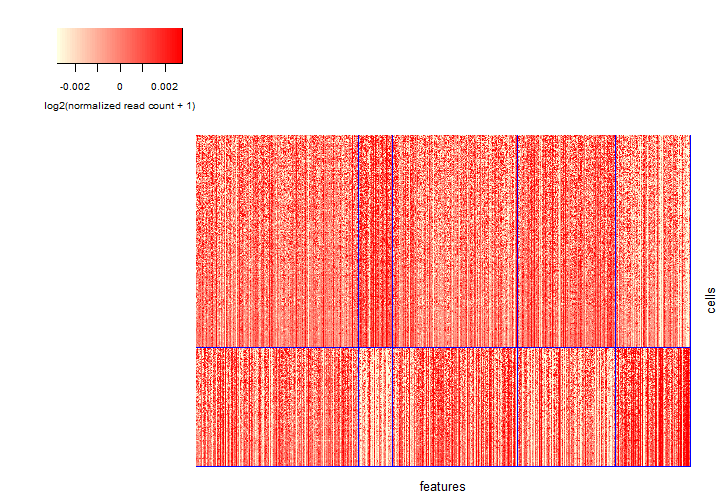 -0.002 0 0.002
log2(normalized read count + 1)
cells
features